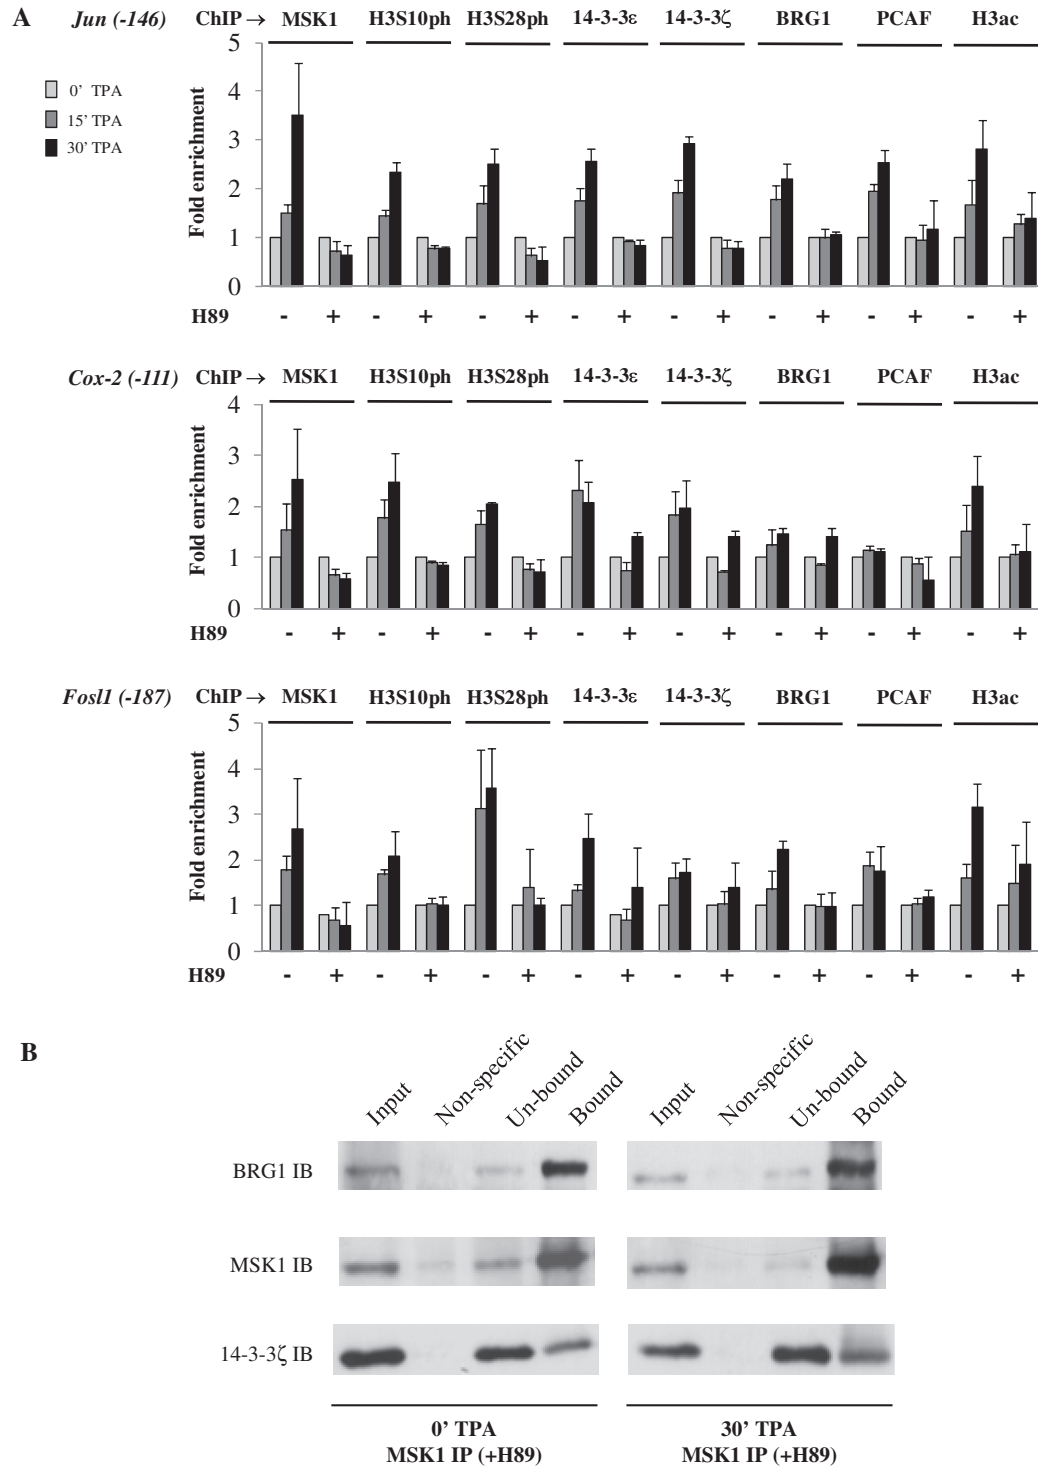 A
Jun (-146) ChIP → MSK1 H3S10ph H3S28ph 14-3-3ε 14-3-3ζ BRG1 PCAF H3ac
0' TPA
15' TPA
30' TPA
Fold enrichment
5
4
3
2
1
0
H89 - + - + - + - + - + - + - + - +
Cox-2 (-111) ChIP → MSK1 H3S10ph H3S28ph 14-3-3ε 14-3-3ζ BRG1 PCAF H3ac
Fold enrichment
4
3
2
1
0
H89 - + - + - + - + - + - + - + - +
Fosl1 (-187) ChIP → MSK1 H3S10ph H3S28ph 14-3-3ε 14-3-3ζ BRG1 PCAF H3ac
Fold enrichment
5
4
3
2
1
0
H89 - + - + - + - + - + - + - + - +
B
Input Non-specific Un-bound Bound Input Non-specific Un-bound Bound
BRG1 IB
MSK1 IB
14-3-3ζ IB
0' TPA 30' TPA
MSK1 IP (+H89) MSK1 IP (+H89)